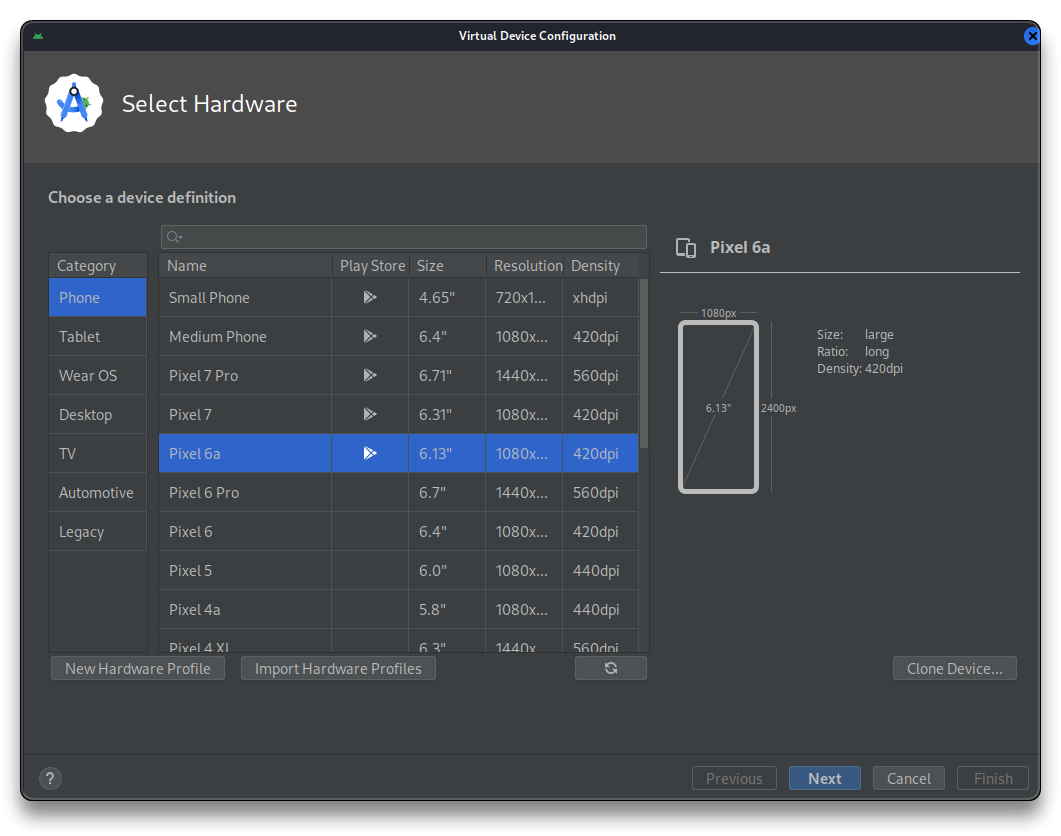 Virtual Device Configuration
Select Hardware
Choose a device definition
Category
Phone
Tablet
Wear OS
Desktop
TV
Automotive
Legacy
Name Play Store Size Resolution Density
Small Phone 4.65" 720x1... xhdpi
Medium Phone 6.4" 1080x... 420dpi
Pixel 7 Pro 6.71" 1440x... 560dpi
Pixel 7 6.31" 1080x... 420dpi
Pixel 6a 6.13" 1080x... 420dpi
Pixel 6 Pro 6.7" 1440x... 560dpi
Pixel 6 6.4" 1080x... 420dpi
Pixel 5 6.0" 1080x... 440dpi
Pixel 4a 5.8" 1080x... 440dpi
Pixel 4 XL 6.3" 1440x 560dpi
New Hardware Profile Import Hardware Profiles
Pixel 6a
1080px
6.13"
2400px
Size: large
Ratio: long
Density: 420dpi
Clone Device...
? Previous Next Cancel Finish